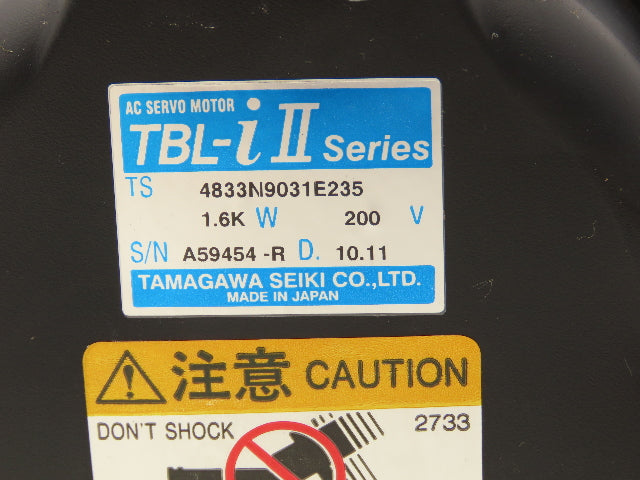 AC SERVO MOTOR
TBL-i II Series
TS 4833N9031E235
1.6K W 200 V
S/N A59454 -R D. 10.11
TAMAGAWA SEIKI CO.,LTD.
MADE IN JAPAN
注意 CAUTION
DON'T SHOCK 2733